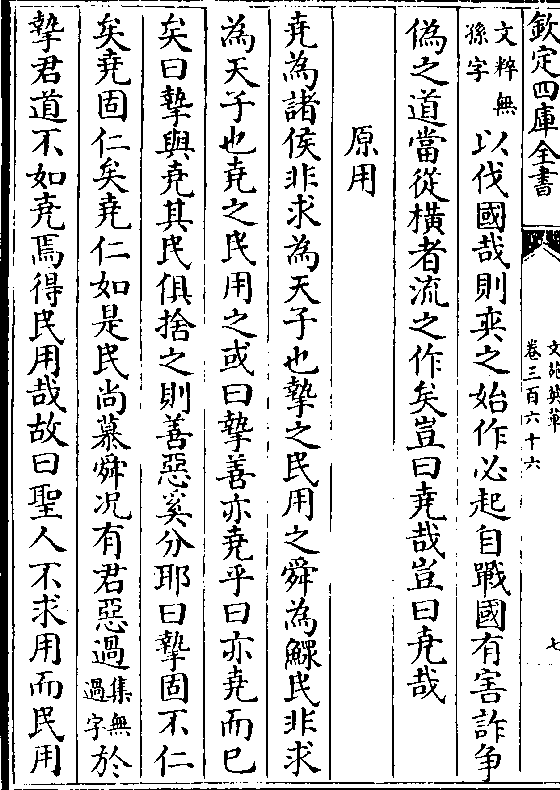 欽定四庫全書
文苑英華
卷三百六十六
七
文粹無
孫字
以伐國哉則奕之始作必起自戰國有害詐争
偽之道當從橫者流之作矣豈曰堯哉豈曰堯哉
原用
堯為諸侯非求為天子也摯之民用之舜為鰥民非求
為天子也堯之民用之或曰摯善亦堯乎曰亦堯而已
矣曰摯與堯其民俱捨之則善惡奚分耶曰摯固不仁
矣堯固仁矣堯仁如是民尚慕舜况有君惡過集無過字於
摯君道不如堯焉得民用哉故曰聖人不求用而民用